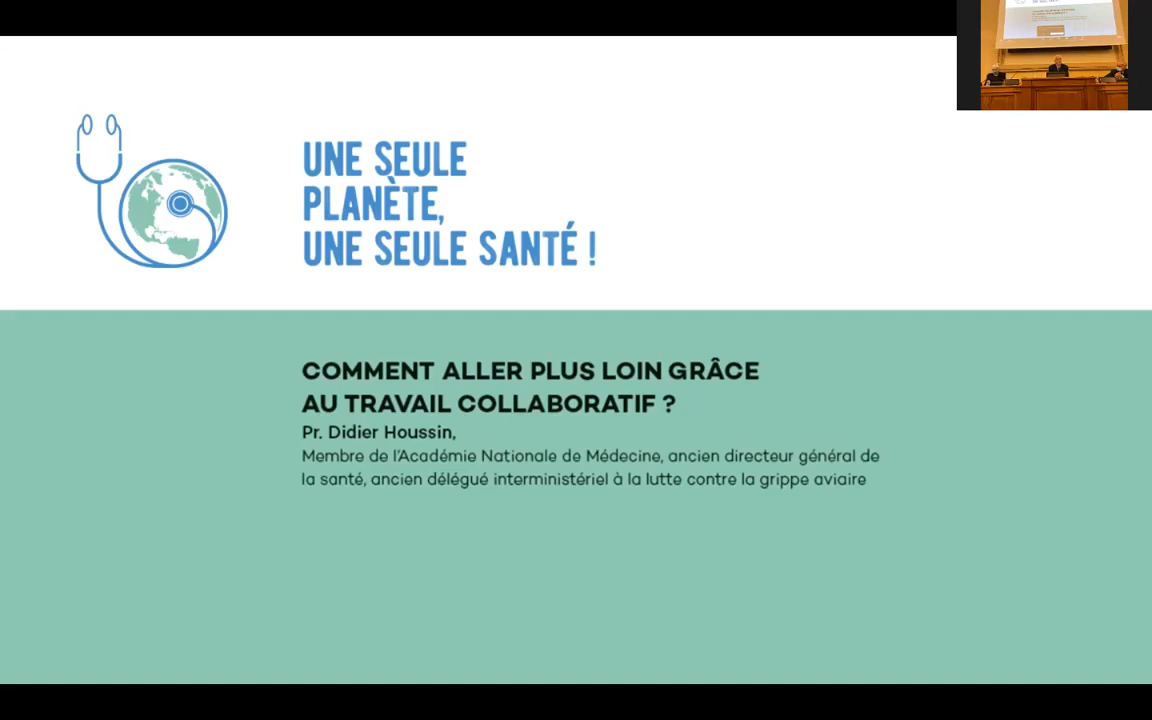 UNE SEULE
PLANÈTE,
UNE SEULE SANTÉ !
COMMENT ALLER PLUS LOIN GRÂCE
AU TRAVAIL COLLABORATIF ?
Pr. Didier Houssin,
Membre de l'Académie Nationale de Médecine, ancien directeur général de
la santé, ancien délégué interministériel à la lutte contre la grippe aviaire